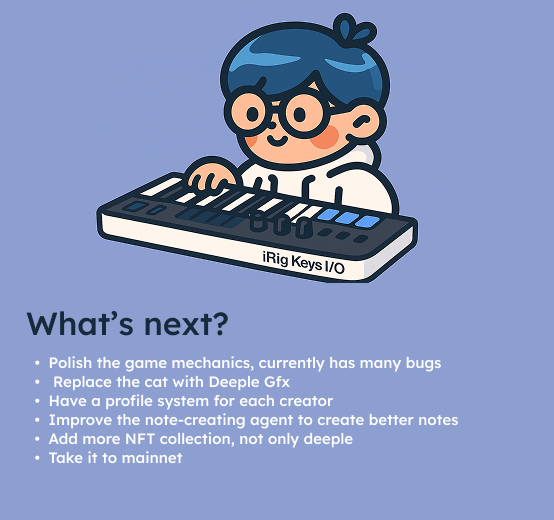 iRig Keys I/O
What's next?
• Polish the game mechanics, currently has many bugs
• Replace the cat with Deeple Gfx
• Have a profile system for each creator
• Improve the note-creating agent to create better notes
• Add more NFT collection, not only deeple
• Take it to mainnet